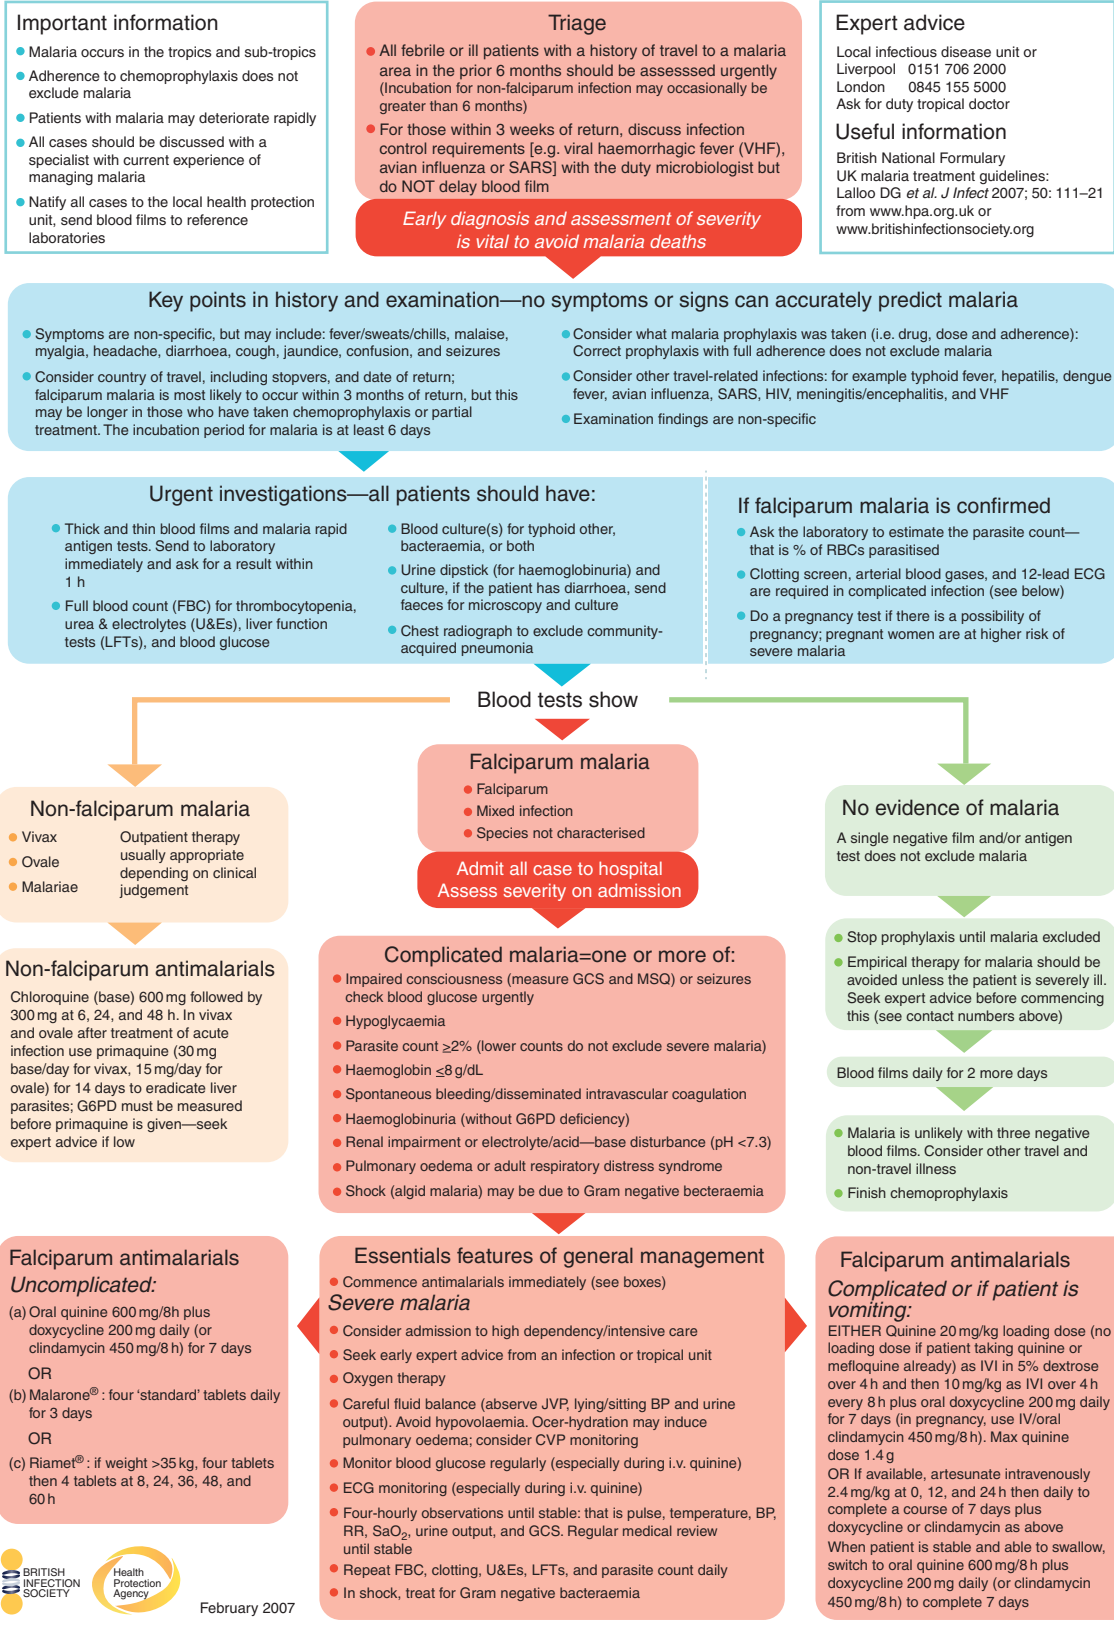 Important information
Malaria occurs in the tropics and sub-tropics
Adherence to chemoprophylaxis does not
exclude malaria
Patients with malaria may deteriorate rapidly
All cases should be discussed with a
specialist with current experience of
managing malaria
Natify all cases to the local health protection
unit, send blood films to reference
laboratories
Triage
All febrile or ill patients with a history of travel to a malaria
area in the prior 6 months should be assesssed urgently
(Incubation for non-falciparum infection may occasionally be
greater than 6 months)
For those within 3 weeks of return, discuss infection
control requirements [e.g. viral haemorrhagic fever (VHF),
avian influenza or SARS] with the duty microbiologist but
do NOT delay blood film
Early diagnosis and assessment of severity
is vital to avoid malaria deaths
Expert advice
Local infectious disease unit or
Liverpool 0151 706 2000
London 0845 155 5000
Ask for duty tropical doctor
Useful information
British National Formulary
UK malaria treatment guidelines:
Lalloo DG et al. J Infect 2007; 50: 111–21
from www.hpa.org.uk or
www.britishinfectionsociety.org
Key points in history and examination—no symptoms or signs can accurately predict malaria
Symptoms are non-specific, but may include: fever/sweats/chills, malaise,
myalgia, headache, diarrhoea, cough, jaundice, confusion, and seizures
Consider country of travel, including stopvers, and date of return;
falciparum malaria is most likely to occur within 3 months of return, but this
may be longer in those who have taken chemoprophylaxis or partial
treatment. The incubation period for malaria is at least 6 days
Consider what malaria prophylaxis was taken (i.e. drug, dose and adherence):
Correct prophylaxis with full adherence does not exclude malaria
Consider other travel-related infections: for example typhoid fever, hepatilis, dengue
fever, avian influenza, SARS, HIV, meningitis/encephalitis, and VHF
Examination findings are non-specific
Urgent investigations—all patients should have:
Thick and thin blood films and malaria rapid
antigen tests. Send to laboratory
immediately and ask for a result within
1 h
Full blood count (FBC) for thrombocytopenia,
urea & electrolytes (U&Es), liver function
tests (LFTs), and blood glucose
Blood culture(s) for typhoid other,
bacteraemia, or both
Urine dipstick (for haemoglobinuria) and
culture, if the patient has diarrhoea, send
faeces for microscopy and culture
Chest radiograph to exclude community-
acquired pneumonia
If falciparum malaria is confirmed
Ask the laboratory to estimate the parasite count—
that is % of RBCs parasitised
Clotting screen, arterial blood gases, and 12-lead ECG
are required in complicated infection (see below)
Do a pregnancy test if there is a possibility of
pregnancy; pregnant women are at higher risk of
severe malaria
Blood tests show
Non-falciparum malaria
Vivax
Ovale
Malariae
Outpatient therapy
usually appropriate
depending on clinical
judgement
Non-falciparum antimalarials
Chloroquine (base) 600 mg followed by
300 mg at 6, 24, and 48 h. In vivax
and ovale after treatment of acute
infection use primaquine (30 mg
base/day for vivax, 15 mg/day for
ovale) for 14 days to eradicate liver
parasites; G6PD must be measured
before primaquine is given—seek
expert advice if low
Falciparum malaria
Falciparum
Mixed infection
Species not characterised
Admit all case to hospital
Assess severity on admission
Complicated malaria=one or more of:
Impaired consciousness (measure GCS and MSQ) or seizures
check blood glucose urgently
Hypoglycaemia
Parasite count ≥2% (lower counts do not exclude severe malaria)
Haemoglobin ≤8 g/dL
Spontaneous bleeding/disseminated intravascular coagulation
Haemoglobinuria (without G6PD deficiency)
Renal impairment or electrolyte/acid—base disturbance (pH <7.3)
Pulmonary oedema or adult respiratory distress syndrome
Shock (algid malaria) may be due to Gram negative becteraemia
No evidence of malaria
A single negative film and/or antigen
test does not exclude malaria
Stop prophylaxis until malaria excluded
Empirical therapy for malaria should be
avoided unless the patient is severely ill.
Seek expert advice before commencing
this (see contact numbers above)
Blood films daily for 2 more days
Malaria is unlikely with three negative
blood films. Consider other travel and
non-travel illness
Finish chemoprophylaxis
Falciparum antimalarials
Uncomplicated:
(a) Oral quinine 600 mg/8h plus
doxycycline 200 mg daily (or
clindamycin 450 mg/8 h) for 7 days
OR
(b) Malarone® : four 'standard' tablets daily
for 3 days
OR
(c) Riamet® : if weight >35 kg, four tablets
then 4 tablets at 8, 24, 36, 48, and
60 h
Essentials features of general management
Commence antimalarials immediately (see boxes)
Severe malaria
Consider admission to high dependency/intensive care
Seek early expert advice from an infection or tropical unit
Oxygen therapy
Careful fluid balance (abserve JVP, lying/sitting BP and urine
output). Avoid hypovolaemia. Ocer-hydration may induce
pulmonary oedema; consider CVP monitoring
Monitor blood glucose regularly (especially during i.v. quinine)
ECG monitoring (especially during i.v. quinine)
Four-hourly observations until stable: that is pulse, temperature, BP,
RR, SaO2, urine output, and GCS. Regular medical review
until stable
Repeat FBC, clotting, U&Es, LFTs, and parasite count daily
In shock, treat for Gram negative bacteraemia
Falciparum antimalarials
Complicated or if patient is
vomiting:
EITHER Quinine 20 mg/kg loading dose (no
loading dose if patient taking quinine or
mefloquine already) as IVI in 5% dextrose
over 4 h and then 10 mg/kg as IVI over 4 h
every 8 h plus oral doxycycline 200 mg daily
for 7 days (in pregnancy, use IV/oral
clindamycin 450 mg/8 h). Max quinine
dose 1.4 g
OR If available, artesunate intravenously
2.4 mg/kg at 0, 12, and 24 h then daily to
complete a course of 7 days plus
doxycycline or clindamycin as above
When patient is stable and able to swallow,
switch to oral quinine 600 mg/8 h plus
doxycycline 200 mg daily (or clindamycin
450 mg/8 h) to complete 7 days
BRITISH
INFECTION
SOCIETY
Health
Protection
Agency
February 2007